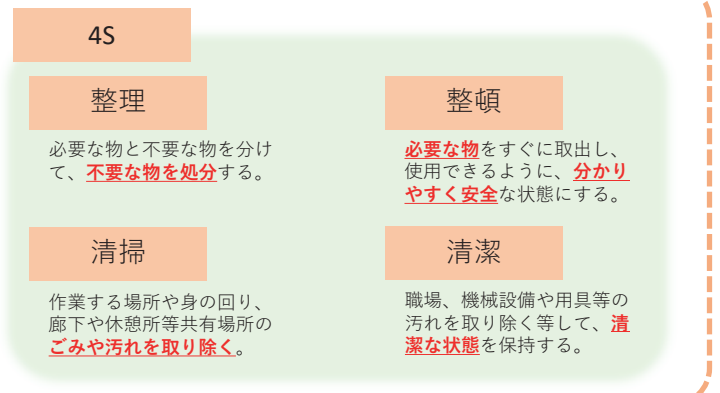 4S
整理
必要な物と不要な物を分け
て、不要な物を処分する。
整頓
必要な物をすぐに取出し、
使用できるように、分かり
やすく安全な状態にする。
清掃
作業する場所や身の回り、
廊下や休憩所等共有場所の
ごみや汚れを取り除く。
清潔
職場、機械設備や用具等の
汚れを取り除く等して、清
潔な状態を保持する。